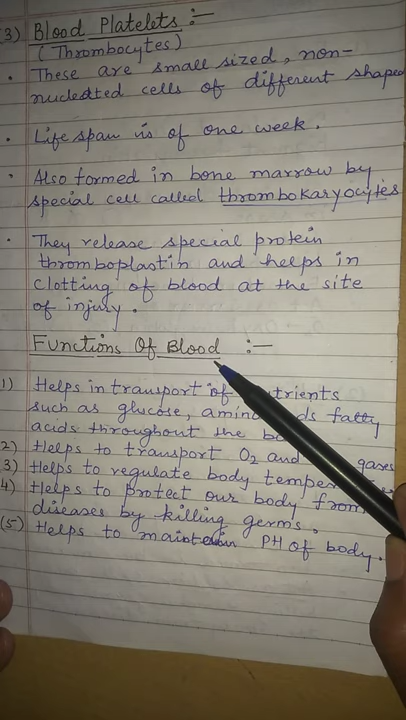 (3) Blood Platelets :-
(Thrombocytes)
• These are small sized, non-
nucleated cells of different shaped
• Life span is of one week.
• Also formed in bone marrow by
special cell called thrombokaryocytes
• They release special protein
thromboplastin and helps in
clotting of blood at the site
of injury.
Functions Of Blood :-
1) Helps in transport of nutrients
such as glucose, fatty
acids throughout the
2) Helps to transport O2 and gases
3) Helps to regulate body
4) Helps to protect our body from
diseases by killing germs.
(5) Helps to maintain PH of body.